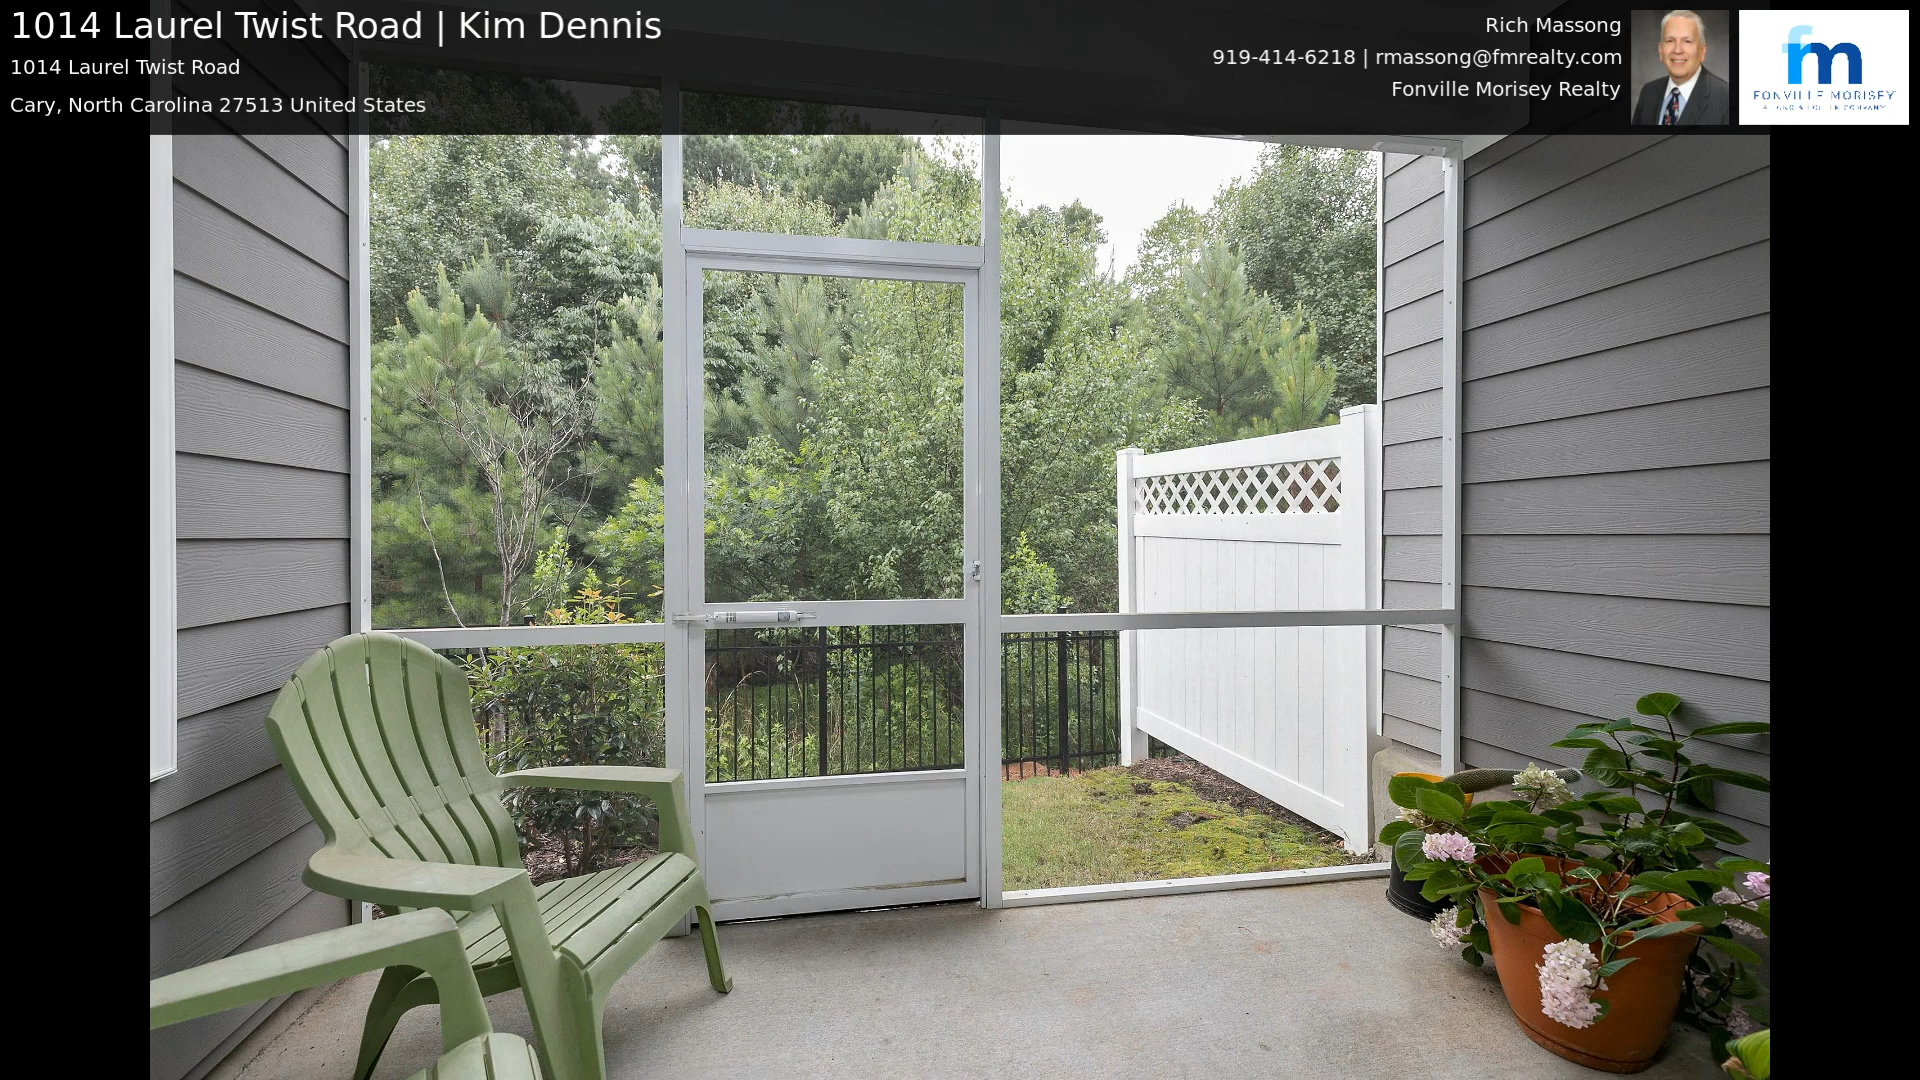 1014 Laurel Twist Road | Kim Dennis
1014 Laurel Twist Road
Cary, North Carolina 27513 United States
Rich Massong
919-414-6218 | rmassong@fmrealty.com
Fonville Morisey Realty
fm
FONVILLE MORISEY